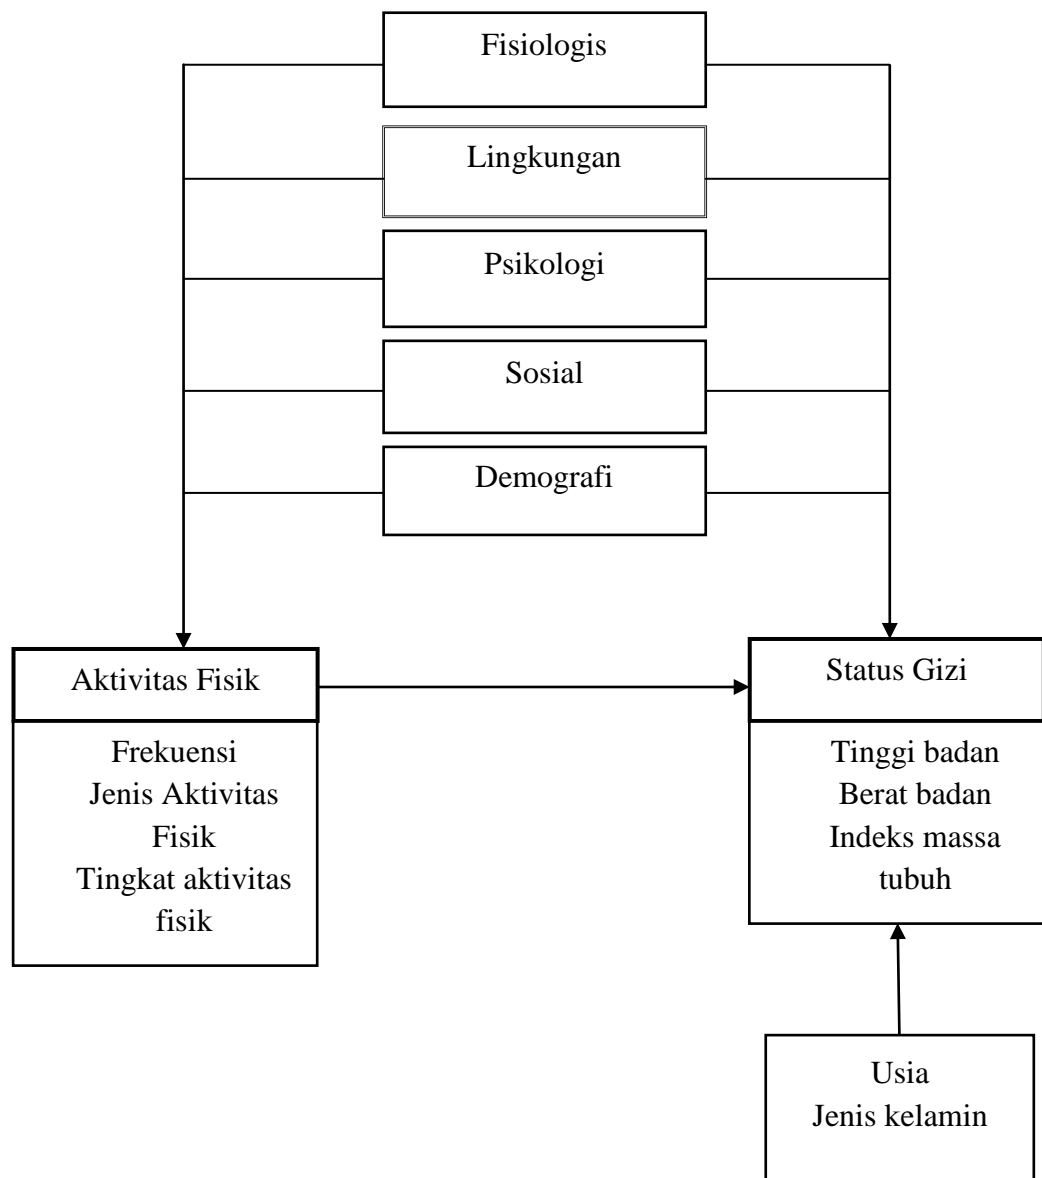 Fisiologis
Lingkungan
Psikologi
Sosial
Demografi
Aktivitas Fisik
Frekuensi
Jenis Aktivitas
Fisik
Tingkat aktivitas
fisik
Status Gizi
Tinggi badan
Berat badan
Indeks massa
tubuh
Usia
Jenis kelamin